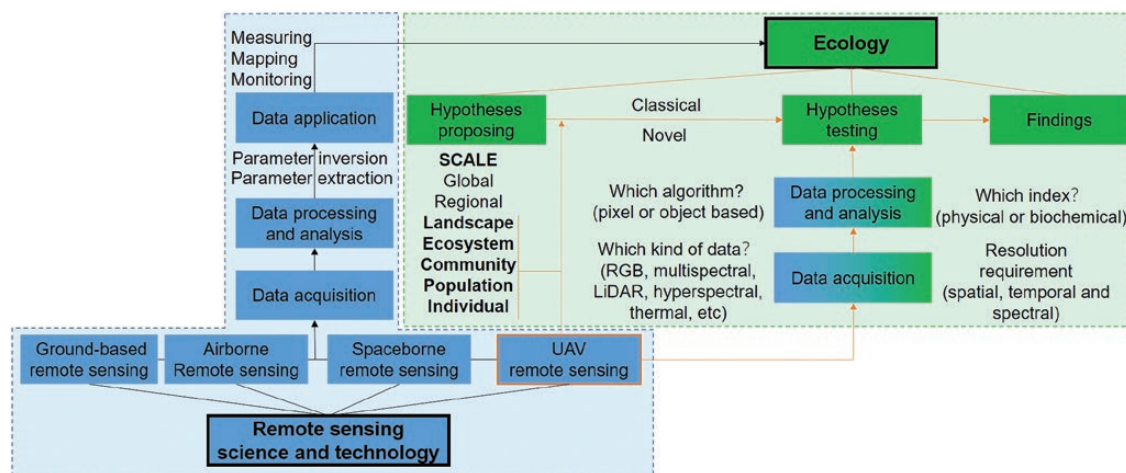 Measuring
Mapping
Monitoring
Data application
Parameter inversion
Parameter extraction
Data processing
and analysis
Data acquisition
Ground-based
remote sensing
Airborne
Remote Sensing
Spaceborne
remote sensing
UAV
remote sensing
Remote sensing
science and technology
Ecology
Hypotheses
proposing
Classical
Novel
Hypotheses
testing
Findings
SCALE
Global
Regional
Landscape
Ecosystem
Community
Population
Individual
Which algorithm?
(pixel or object based)
Data processing
and analysis
Which index?
(physical or biochemical)
Which kind of data?
(RGB, multispectral,
LiDAR, hyperspectral,
thermal, etc)
Data acquisition
Resolution
requirement
(spatial, temporal and
spectral)